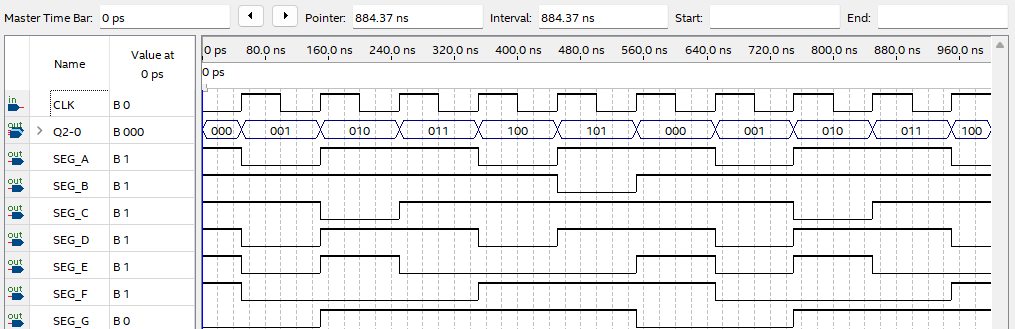 Master Time Bar: 0 ps Pointer: 884.37 ns Interval: 884.37 ns Start: End:
Name Value at 0 ps
0 ps 80.0 ns 160.0 ns 240.0 ns 320.0 ns 400.0 ns 480.0 ns 560.0 ns 640.0 ns 720.0 ns 800.0 ns 880.0 ns 960.0 ns
0 ps
in CLK B 0
out Q2-0 B 000 000 001 010 011 100 101 000 001 010 011 100
out SEG_A B 1
out SEG_B B 1
out SEG_C B 1
out SEG_D B 1
out SEG_E B 1
out SEG_F B 1
out SEG_G B 0